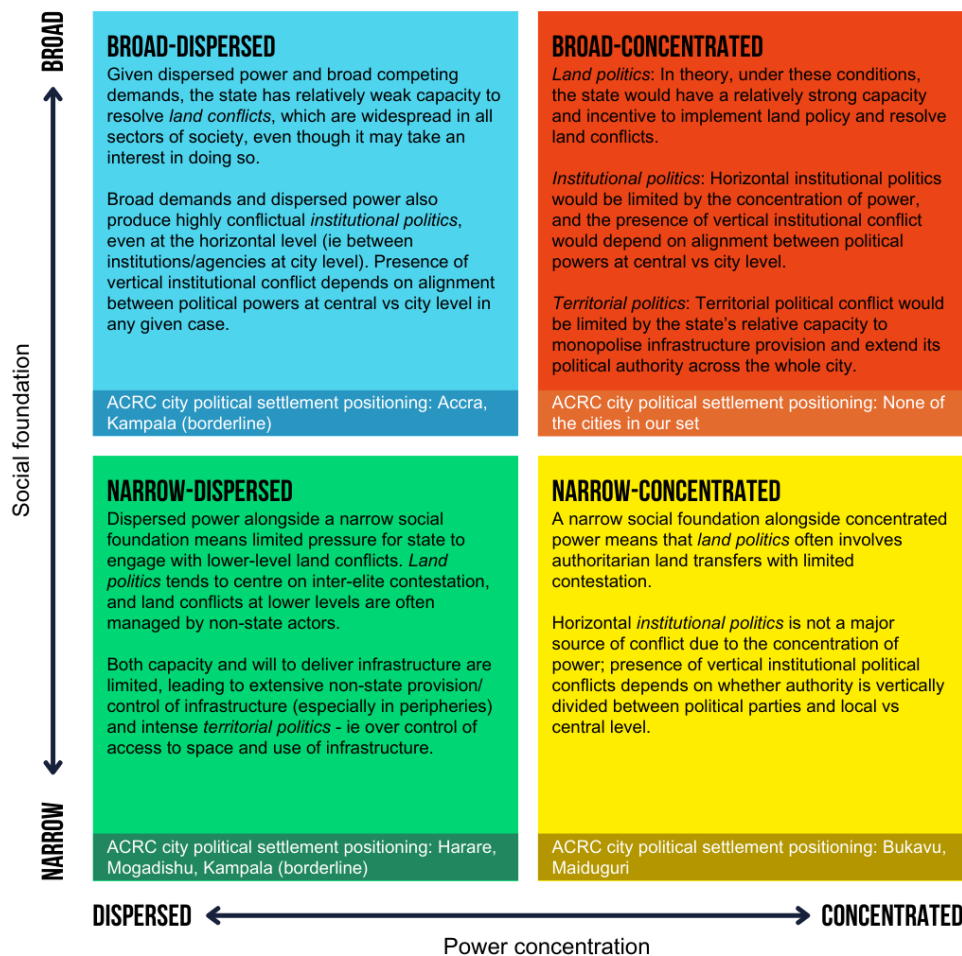 BROAD
Social foundation
NARROW
BROAD-DISPERSED
Given dispersed power and broad competing
demands, the state has relatively weak capacity to
resolve land conflicts, which are widespread in all
sectors of society, even though it may take an
interest in doing so.
Broad demands and dispersed power also
produce highly conflictual institutional politics,
even at the horizontal level (ie between
institutions/agencies at city level). Presence of
vertical institutional conflict depends on alignment
between political powers at central vs city level in
any given case.
ACRC city political settlement positioning: Accra,
Kampala (borderline)
BROAD-CONCENTRATED
Land politics: In theory, under these conditions,
the state would have a relatively strong capacity
and incentive to implement land policy and resolve
land conflicts.
Institutional politics: Horizontal institutional politics
would be limited by the concentration of power,
and the presence of vertical institutional conflict
would depend on alignment between political
powers at central vs city level.
Territorial politics: Territorial political conflict would
be limited by the state's relative capacity to
monopolise infrastructure provision and extend its
political authority across the whole city.
ACRC city political settlement positioning: None of
the cities in our set
NARROW-DISPERSED
Dispersed power alongside a narrow social
foundation means limited pressure for state to
engage with lower-level land conflicts. Land
politics tends to centre on inter-elite contestation,
and land conflicts at lower levels are often
managed by non-state actors.
Both capacity and will to deliver infrastructure are
limited, leading to extensive non-state provision/
control of infrastructure (especially in peripheries)
and intense territorial politics - ie over control of
access to space and use of infrastructure.
ACRC city political settlement positioning: Harare,
Mogadishu, Kampala (borderline)
NARROW-CONCENTRATED
A narrow social foundation alongside concentrated
power means that land politics often involves
authoritarian land transfers with limited
contestation.
Horizontal institutional politics is not a major
source of conflict due to the concentration of
power; presence of vertical institutional political
conflicts depends on whether authority is vertically
divided between political parties and local vs
central level.
ACRC city political settlement positioning: Bukavu,
Maiduguri
DISPERSED
CONCENTRATED
Power concentration